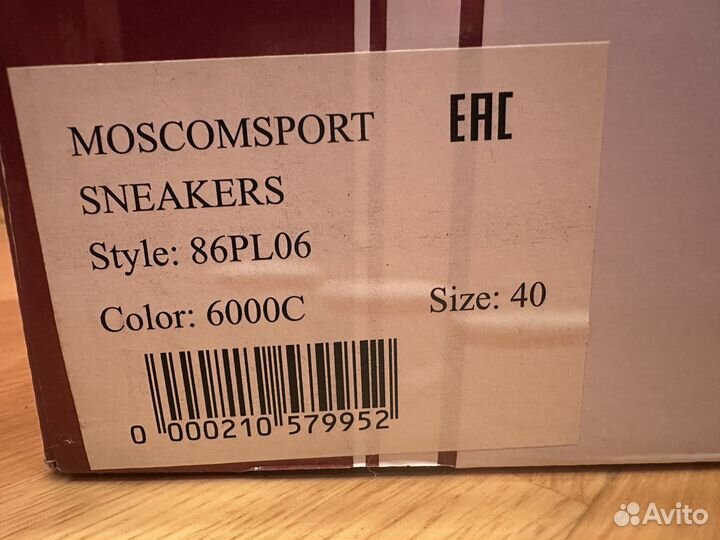 MOSCOMSPORT EAC
SNEAKERS
Style: 86PL06
Color: 6000C Size: 40
0 000210 579952
Avito